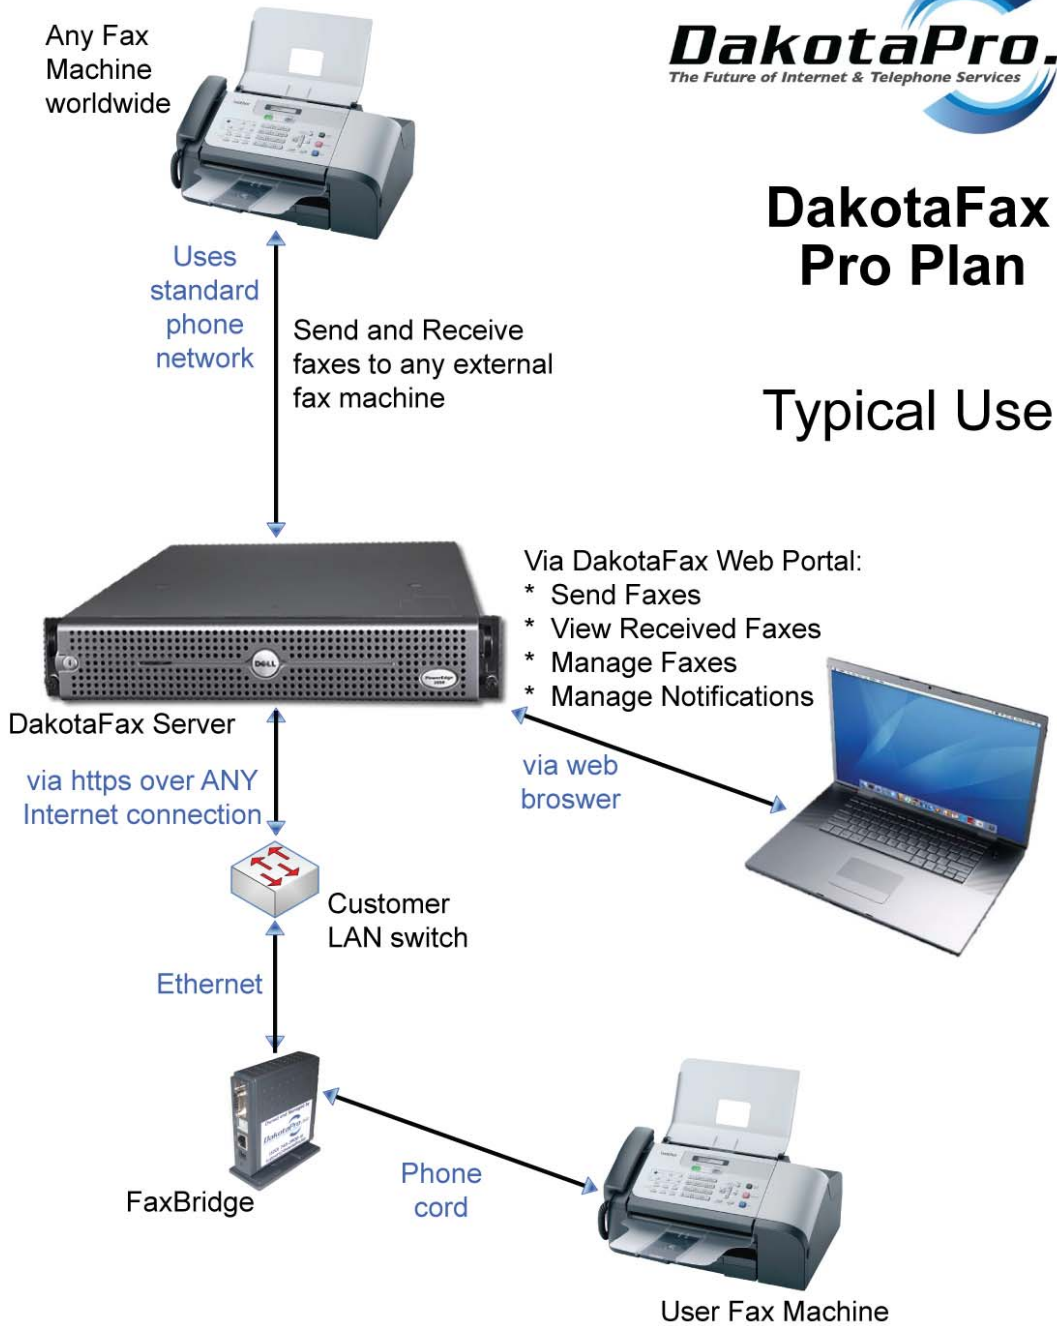 Any Fax
Machine
worldwide
DakotaPro.
The Future of Internet & Telephone Services
DakotaFax
Pro Plan
Typical Use
Uses
standard
phone
network
Send and Receive
faxes to any external
fax machine
Via DakotaFax Web Portal:
* Send Faxes
* View Received Faxes
* Manage Faxes
* Manage Notifications
DELL
PowerEdge
DakotaFax Server
via https over ANY
Internet connection
via web
broswer
Customer
LAN switch
Ethernet
DakotaPro
FaxBridge
Phone
cord
User Fax Machine